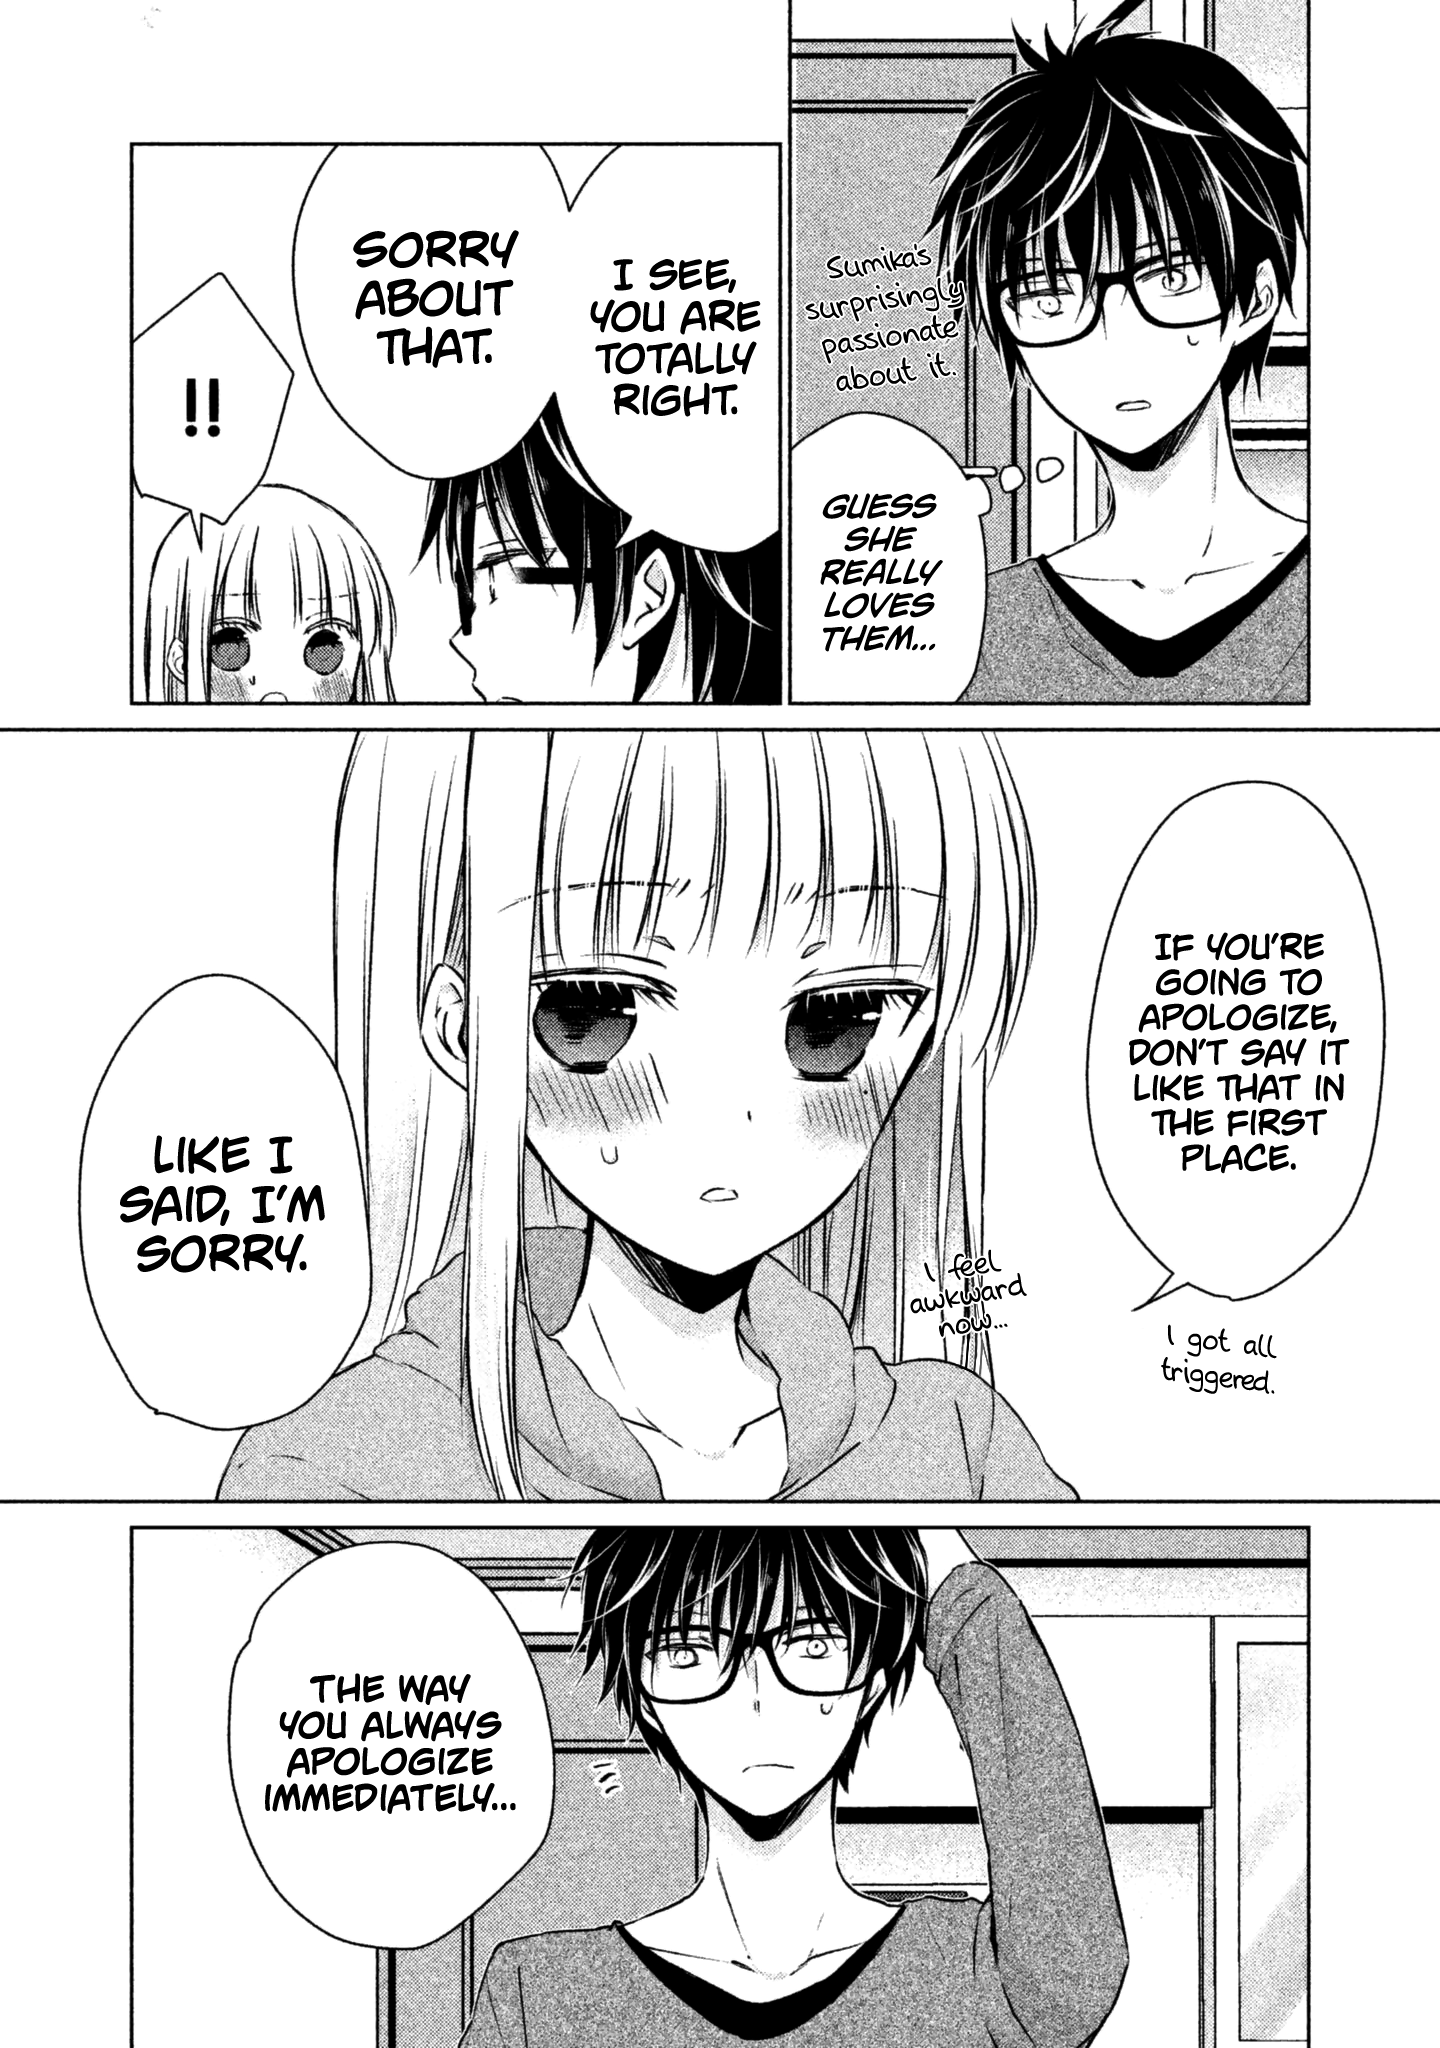 Sumika's
surprisingly
passionate
about it.
GUESS
SHE
REALLY
LOVES
THEM...
I SEE,
YOU ARE
TOTALLY
RIGHT.
SORRY
ABOUT
THAT.
!!
IF YOU'RE
GOING TO
APOLOGIZE,
DON'T SAY IT
LIKE THAT IN
THE FIRST
PLACE.
I got all
triggered.
I feel
awkward
now...
LIKE I
SAID, I'M
SORRY.
THE WAY
YOU ALWAYS
APOLOGIZE
IMMEDIATELY...